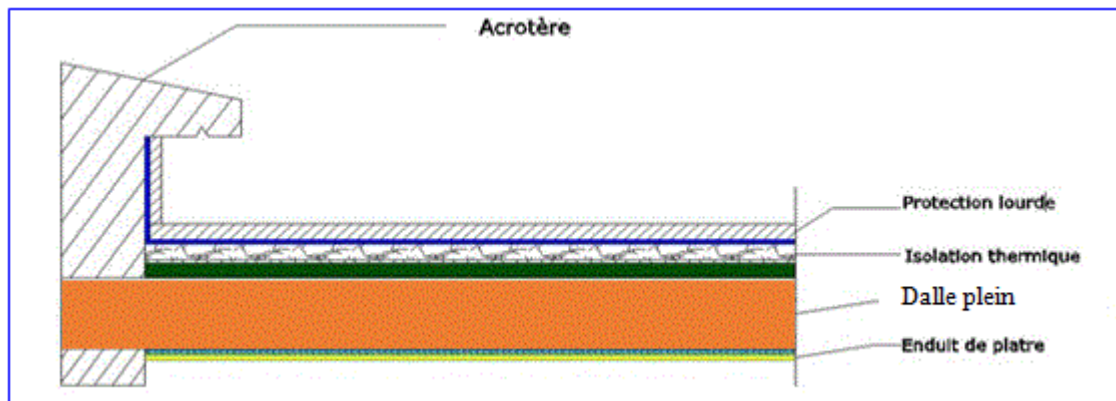 Acrotère
Protection lourde
Isolation thermique
Dalle plein
Enduit de platre